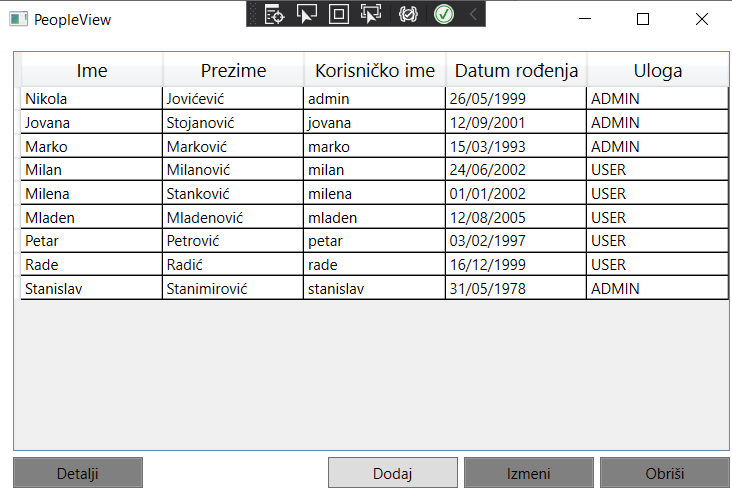 PeopleView
Ime Prezime Korisničko ime Datum rođenja Uloga
Nikola Jovićević admin 26/05/1999 ADMIN
Jovana Stojanović jovana 12/09/2001 ADMIN
Marko Marković marko 15/03/1993 ADMIN
Milan Milanović milan 24/06/2002 USER
Milena Stanković milena 01/01/2002 USER
Mladen Mladenović mladen 12/08/2005 USER
Petar Petrović petar 03/02/1997 USER
Rade Radić rade 16/12/1999 USER
Stanislav Stanimirović stanislav 31/05/1978 ADMIN
Detalji Dodaj Izmeni Obriši